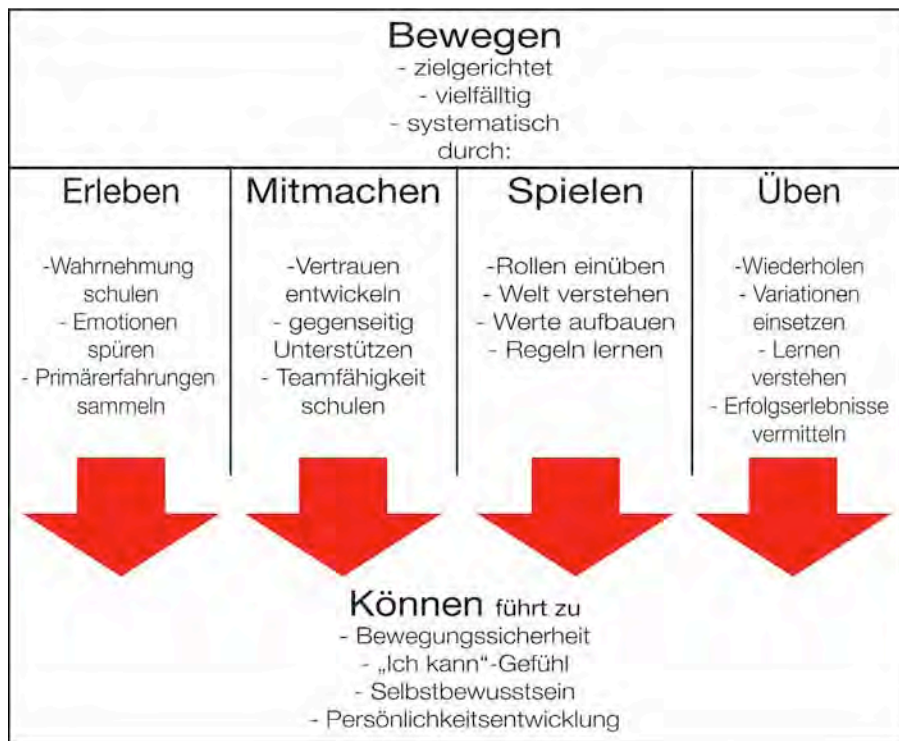 Bewegen
- zielgerichtet
- vielfälltig
- systematisch
durch:
Erleben
-Wahrnehmung
schulen
- Emotionen
spüren
- Primärerfahrungen
sammeln
Mitmachen
-Vertrauen
entwickeln
- gegenseitig
Unterstützen
- Teamfähigkeit
schulen
Spielen
-Rollen einüben
- Welt verstehen
- Werte aufbauen
- Regeln lernen
Üben
-Wiederholen
- Variationen
einsetzen
- Lernen
verstehen
- Erfolgserlebnisse
vermitteln
Können führt zu
- Bewegungssicherheit
- „Ich kann“-Gefühl
- Selbstbewusstsein
- Persönlichkeitsentwicklung